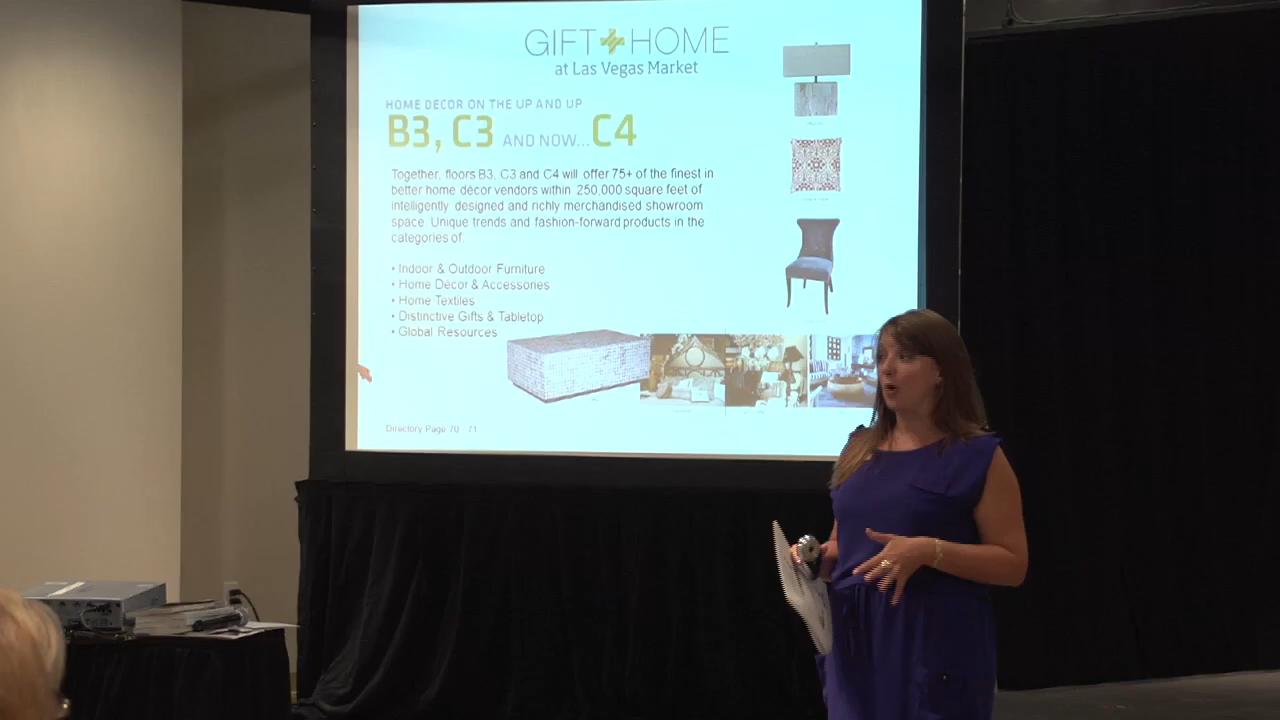 GIFT HOME
at Las Vegas Market
HOME DECOR ON THE UP AND UP
B3, C3 AND NOW... C4
Together, floors B3, C3 and C4 will offer 75+ of the finest in
better home décor vendors within 250,000 square feet of
intelligently designed and richly merchandised showroom
space. Unique trends and fashion-forward products in the
categories of:
• Indoor & Outdoor Furniture
• Home Décor & Accessories
• Home Textiles
• Distinctive Gifts & Tabletop
• Global Resources
Directory Page 70 - 71